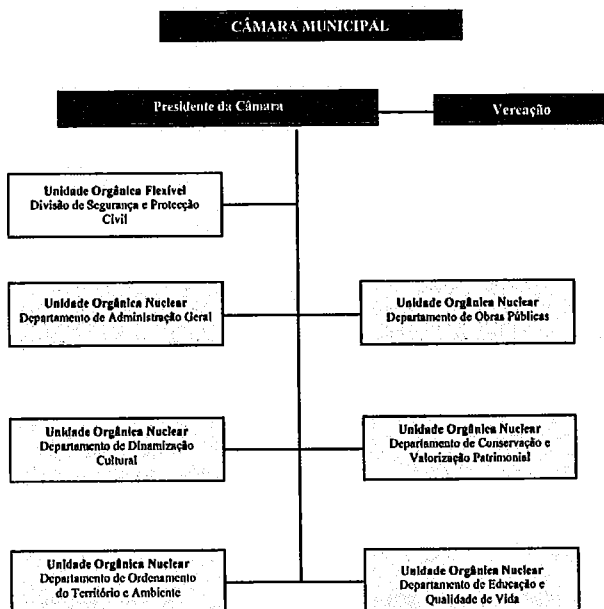 CÂMARA MUNICIPAL
Presidente da Câmara
Vereação
Unidade Orgânica Flexível
Divisão de Segurança e Protecção
Civil
Unidade Orgânica Nuclear
Departamento de Administração Geral
Unidade Orgânica Nuclear
Departamento de Obras Públicas
Unidade Orgânica Nuclear
Departamento de Dinamização
Cultural
Unidade Orgânica Nuclear
Departamento de Conservação e
Valorização Patrimonial
Unidade Orgânica Nuclear
Departamento de Ordenamento
do Território e Ambiente
Unidade Orgânica Nuclear
Departamento de Educação e
Qualidade de Vida